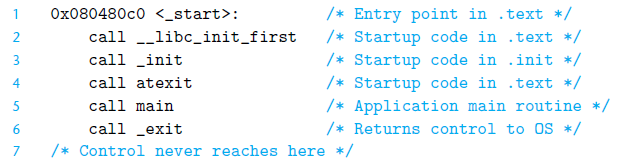 1 0x080480c0 <_start>: /* Entry point in .text */
2 call __libc_init_first /* Startup code in .text */
3 call _init /* Startup code in .init */
4 call atexit /* Startup code in .text */
5 call main /* Application main routine */
6 call _exit /* Returns control to OS */
7 /* Control never reaches here */